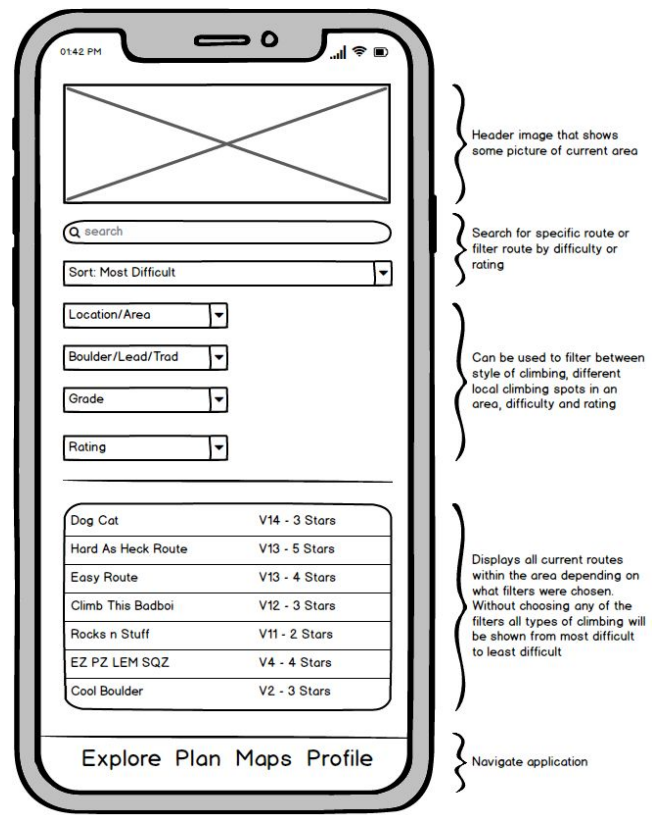 01:42 PM
Header image that shows
some picture of current area
search
Search for specific route or
filter route by difficulty or
rating
Sort: Most Difficult
Location/Area
Boulder/Lead/Trad
Grade
Rating
Can be used to filter between
style of climbing, different
local climbing spots in an
area, difficulty and rating
Dog Cat V14 - 3 Stars
Hard As Heck Route V13 - 5 Stars
Easy Route V13 - 4 Stars
Climb This Badboi V12 - 3 Stars
Rocks n Stuff V11 - 2 Stars
EZ PZ LEM SQZ V4 - 4 Stars
Cool Boulder V2 - 3 Stars
Displays all current routes
within the area depending on
what filters were chosen.
Without choosing any of the
filters all types of climbing will
be shown from most difficult
to least difficult
Explore Plan Maps Profile
Navigate application